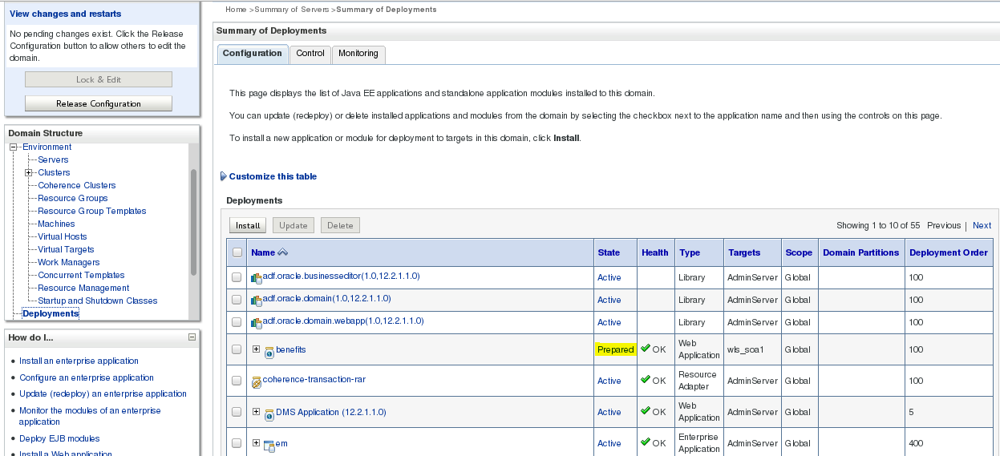 View changes and restarts
No pending changes exist. Click the Release
Configuration button to allow others to edit the
domain.
Lock & Edit
Release Configuration
Domain Structure
Environment
Servers
Clusters
Coherence Clusters
Resource Groups
Resource Group Templates
Machines
Virtual Hosts
Virtual Targets
Work Managers
Concurrent Templates
Resource Management
Startup and Shutdown Classes
Deployments
How do I...
Install an enterprise application
Configure an enterprise application
Update (redeploy) an enterprise application
Monitor the modules of an enterprise
application
Deploy EJB modules
Install a Web application
Home >Summary of Servers >Summary of Deployments
Summary of Deployments
Configuration Control Monitoring
This page displays the list of Java EE applications and standalone application modules installed to this domain.
You can update (redeploy) or delete installed applications and modules from the domain by selecting the checkbox next to the application name and then using the controls on this page.
To install a new application or module for deployment to targets in this domain, click Install.
Customize this table
Deployments
Install Update Delete Showing 1 to 10 of 55 Previous | Next
Name State Health Type Targets Scope Domain Partitions Deployment Order
adf.oracle.businesseditor(1.0,12.2.1.1.0) Active Library AdminServer Global 100
adf.oracle.domain(1.0,12.2.1.1.0) Active Library AdminServer Global 100
adf.oracle.domain.webapp(1.0,12.2.1.1.0) Active Library AdminServer Global 100
benefits Prepared OK Web Application wls_soa1 Global 100
coherence-transaction-rar Active OK Resource Adapter AdminServer Global 100
DMS Application (12.2.1.1.0) Active OK Web Application AdminServer Global 5
em Active OK Enterprise Application AdminServer Global 400